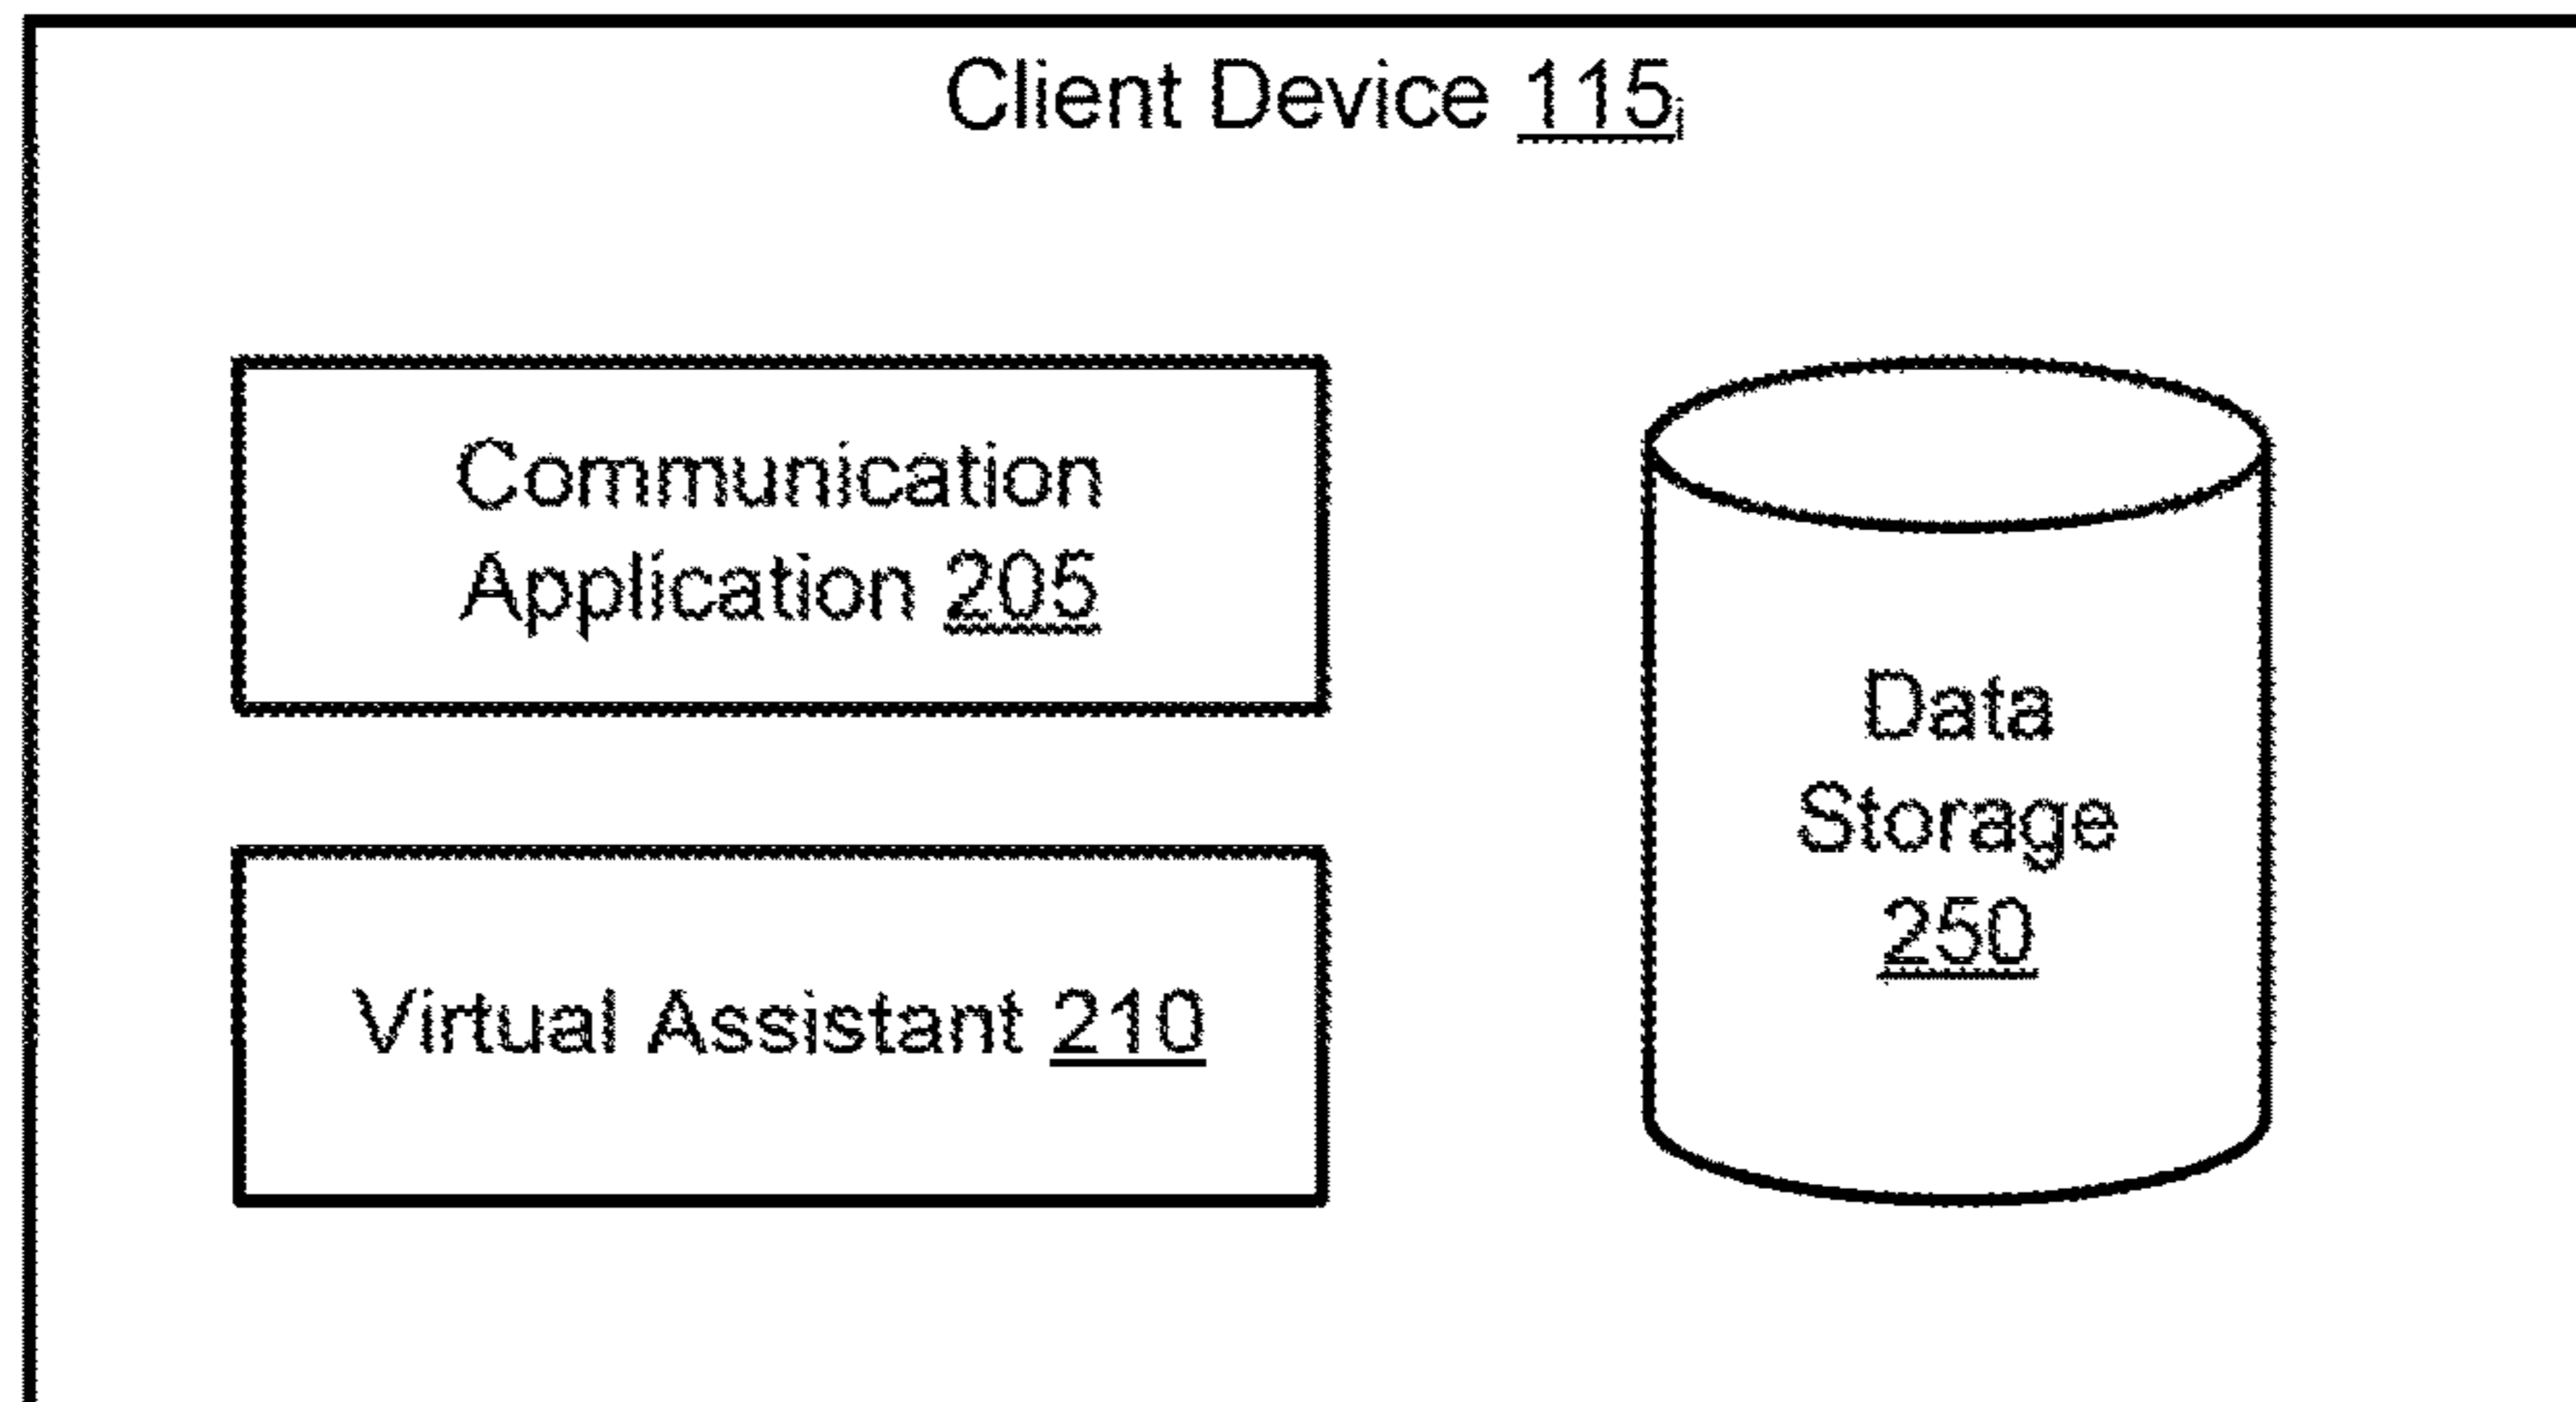 Client Device 115i
Communication
Application 205
Virtual Assistant 210
Data
Storage
250